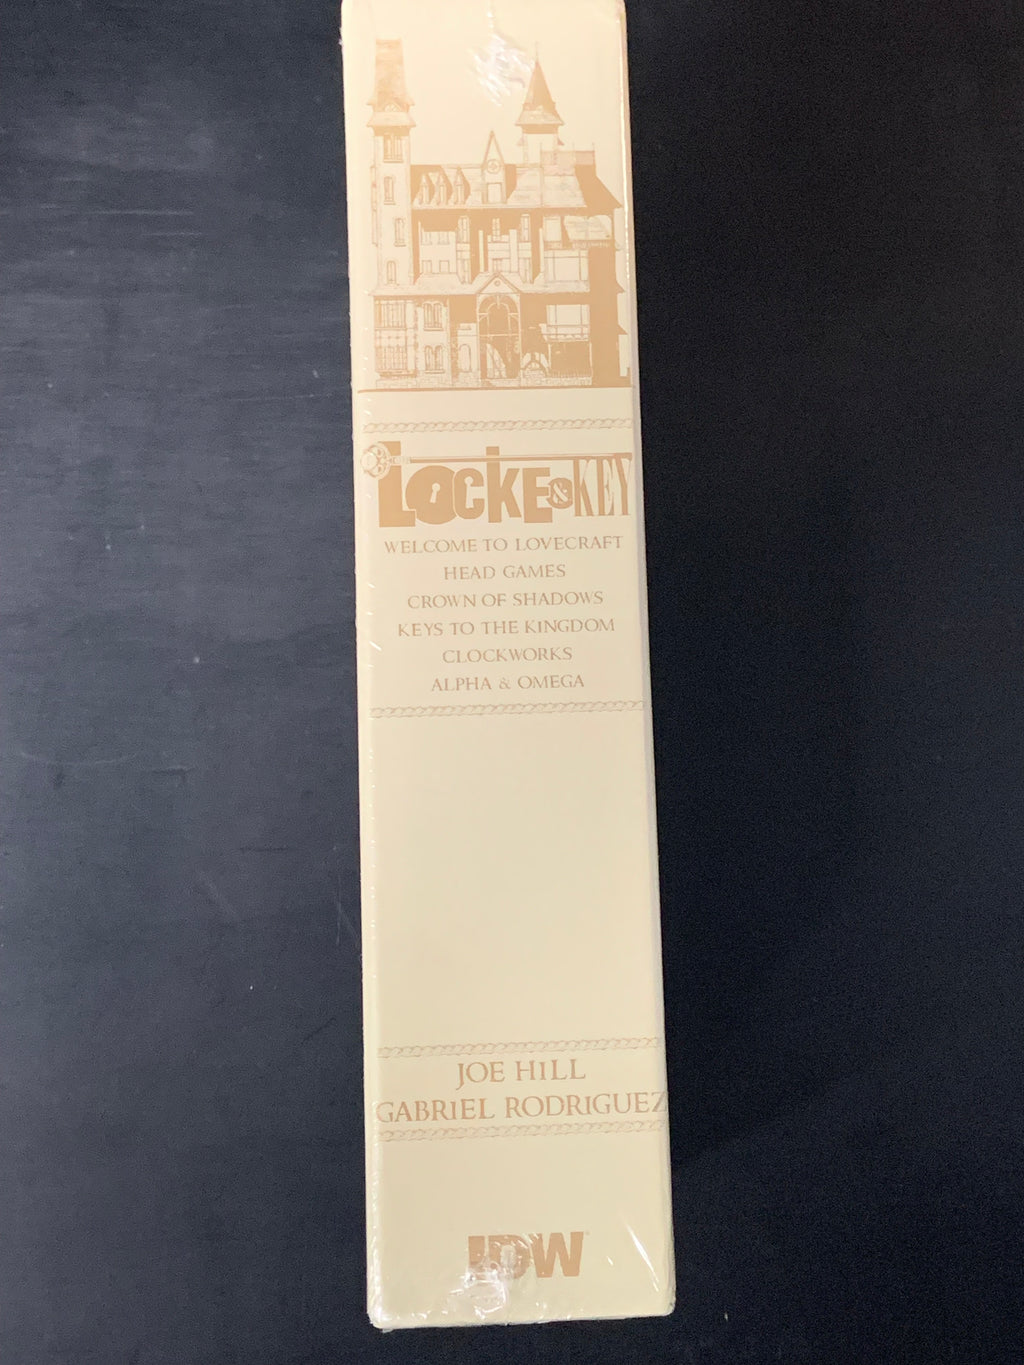 LOCKE & KEY
WELCOME TO LOVECRAFT
HEAD GAMES
CROWN OF SHADOWS
KEYS TO THE KINGDOM
CLOCKWORKS
ALPHA & OMEGA
JOE HILL
GABRIEL RODRIGUEZ
IDW